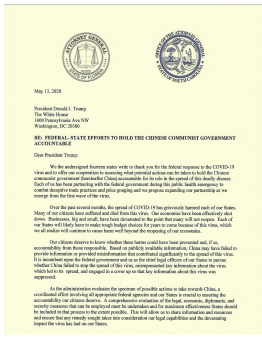 ATTORNEY GENERAL
STATE OF FLORIDA
May 13, 2020
President Donald J. Trump
The White House
1600 Pennsylvania Ave NW
Washington, DC 20500
RE: FEDERAL- STATE EFFORTS TO HOLD THE CHINESE COMMUNIST GOVERNMENT
ACCOUNTABLE
Dear President Trump:
We the undersigned fourteen states write to thank you for the federal response to the COVID-19
virus and to offer our cooperation in assessing what potential actions can be taken to hold the Chinese
communist government (hereinafter China) accountable for its role in the spread of this deadly disease.
Each of us has been partnering with the federal government during this public health emergency to
combat deceptive trade practices and price gouging and we propose expanding our partnership as we
emerge from the first wave of the virus.
Over the past several months, the spread of COVID-19 has grievously harmed each of our States.
Many of our citizens have suffered and died from this virus. Our economies have been effectively shut
down. Businesses, big and small, have been devastated to the point that many will not reopen. Each of
our States will likely have to make tough budget choices for years to come because of this virus, which
we all realize will continue to cause harm well beyond the reopening of our economies.
Our citizens deserve to know whether these harms could have been prevented and, if so,
accountability from those responsible. Based on publicly available information, China may have failed to
provide information or provided misinformation that contributed significantly to the spread of this virus.
It is incumbent upon the federal government and us as the chief legal officers of our States to pursue
whether China failed to stop the spread of this virus, misrepresented key information about the virus
which led to its spread, and engaged in a cover up so that key information about this virus was
suppressed.
As the administration evaluates the spectrum of possible actions to take towards China, a
coordinated effort involving all appropriate federal agencies and our States is crucial to ensuring the
accountability our citizens deserve. A comprehensive evaluation of the legal, economic, diplomatic, and
security measures that can be employed must be undertaken and for maximum effectiveness States should
be included in that process to the extent possible. This will allow us to share information and resources
and ensure that any remedy sought takes into consideration our legal capabilities and the devastating
impact the virus has had on our States.